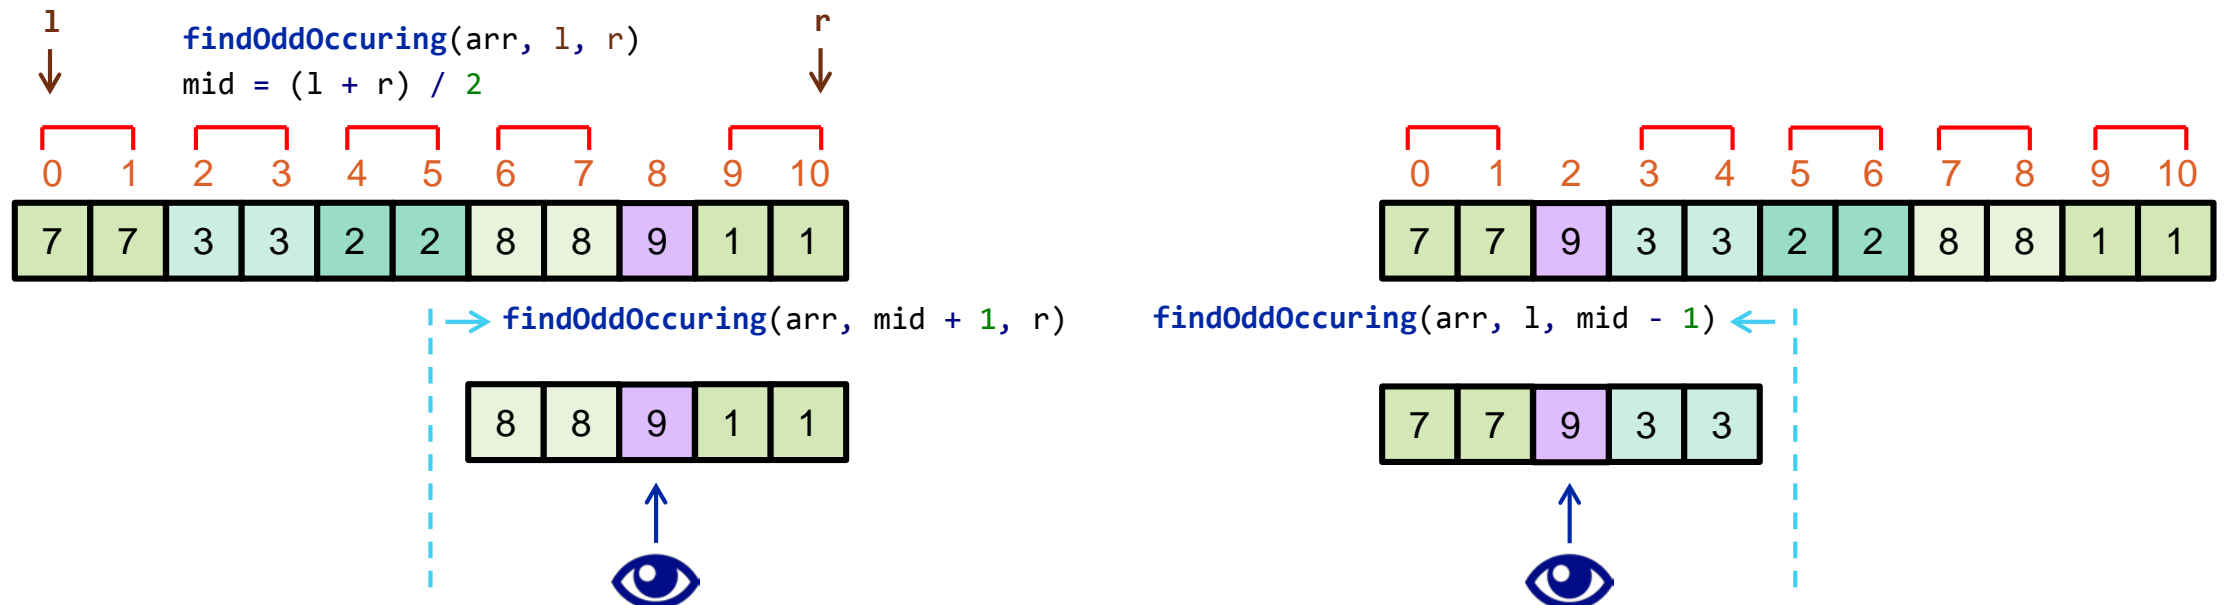 l r
findOddOccuring(arr, l, r)
mid = (l + r) / 2
0 1 2 3 4 5 6 7 8 9 10
7 7 3 3 2 2 8 8 9 1 1
findOddOccuring(arr, mid + 1, r)
8 8 9 1 1
0 1 2 3 4 5 6 7 8 9 10
7 7 9 3 3 2 2 8 8 1 1
findOddOccuring(arr, l, mid - 1)
7 7 9 3 3